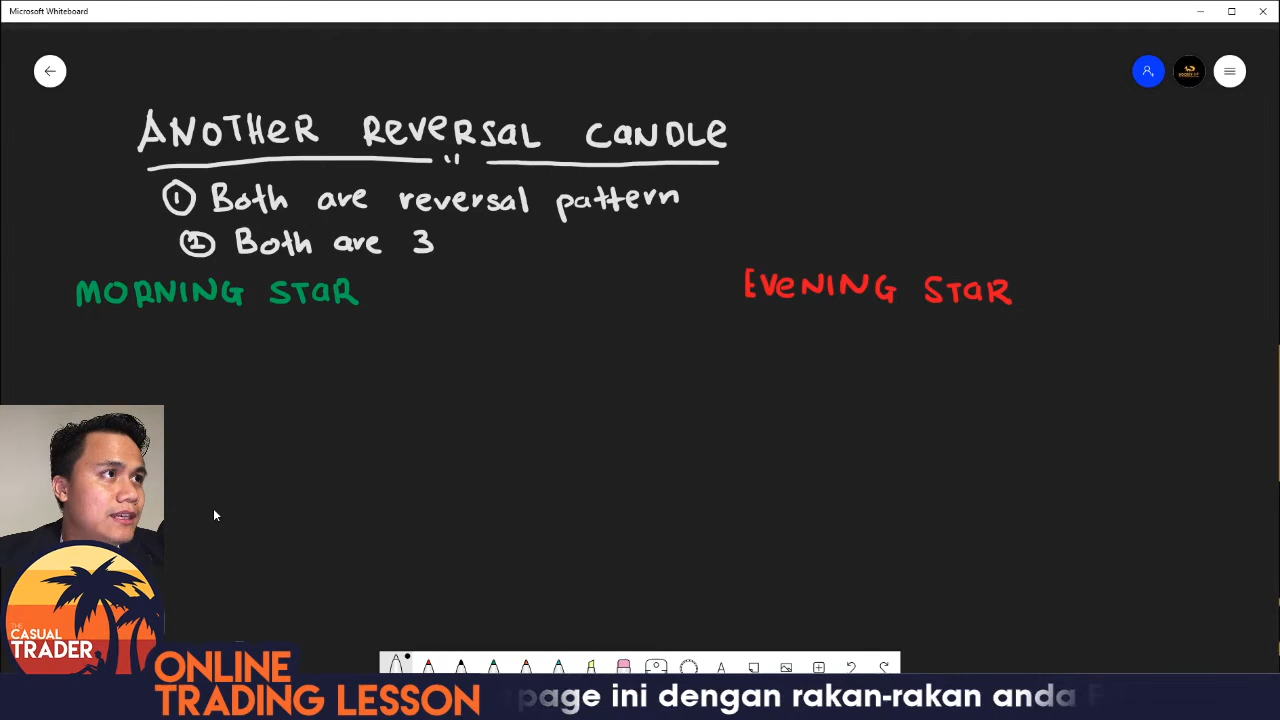 Microsoft Whiteboard
ANOTHER REVERSAL CANDLE
① Both are reversal pattern
② Both are 3
MORNING STAR
EVENING STAR
THE
CASUAL
TRADER
ONLINE
TRADING LESSON
page ini dengan rakan-rakan anda